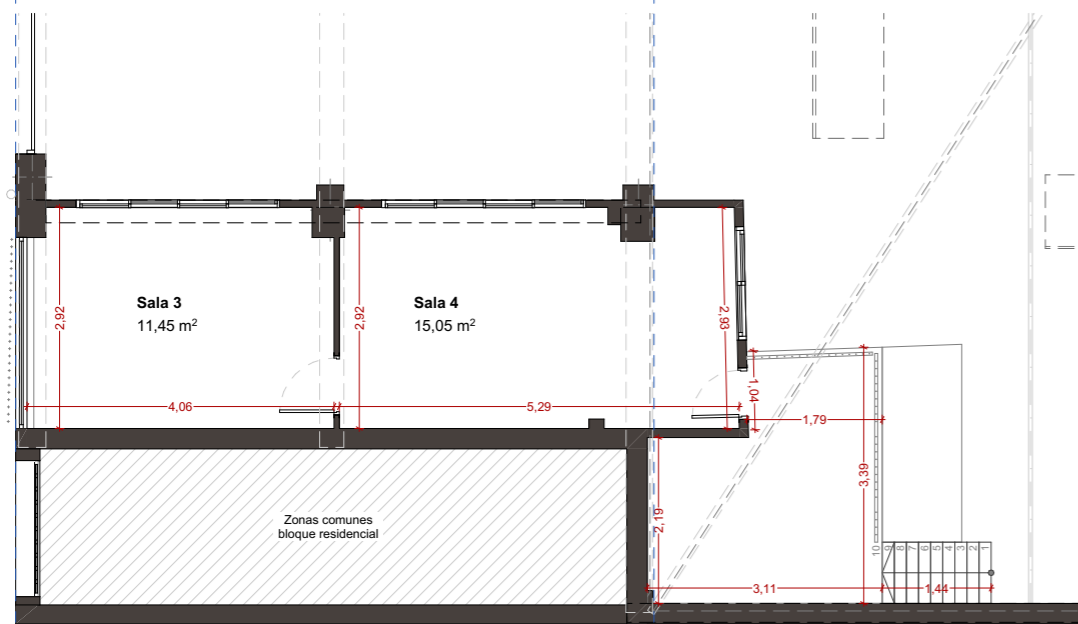 Sala 3
11,45 m²
Sala 4
15,05 m²
2,92
2,92
2,93
4,06
5,29
1,04
1,79
3,39
2,19
Zonas comunes
bloque residencial
10 9 8 7 6 5 4 3 2 1
3,11
1,44